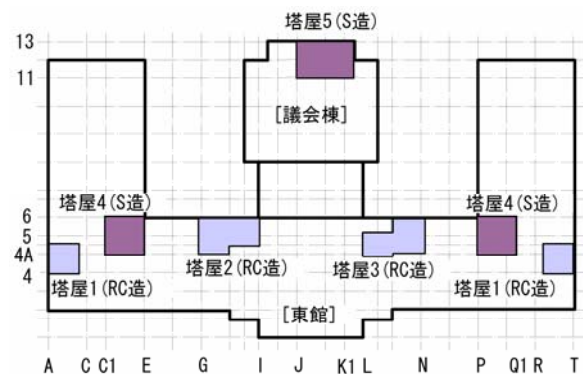 塔屋5(S造)
13
11
[議会棟]
塔屋4(S造)
塔屋4(S造)
6
5
4A
4
塔屋2(RC造)
塔屋3(RC造)
塔屋1(RC造)
塔屋1(RC造)
[東館]
A C C1 E G I J K1 L N P Q1 R T